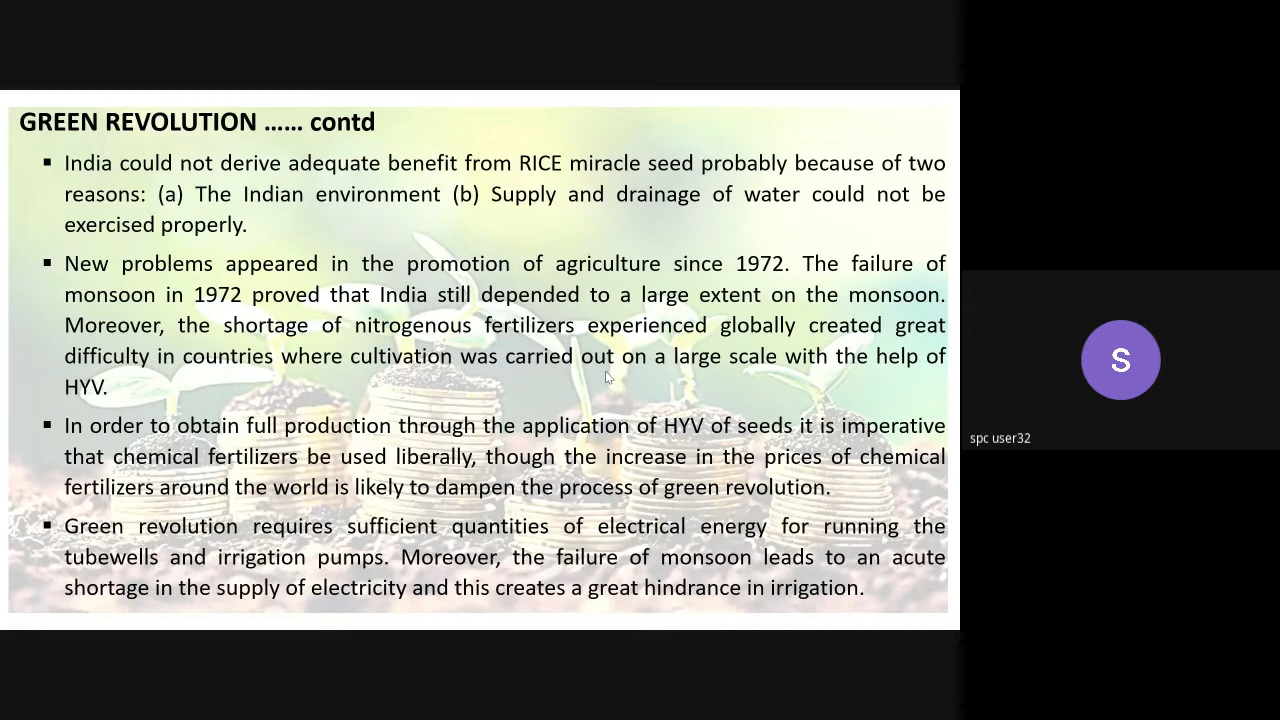 GREEN REVOLUTION ...... contd
▪ India could not derive adequate benefit from RICE miracle seed probably because of two
reasons: (a) The Indian environment (b) Supply and drainage of water could not be
exercised properly.
▪ New problems appeared in the promotion of agriculture since 1972. The failure of
monsoon in 1972 proved that India still depended to a large extent on the monsoon.
Moreover, the shortage of nitrogenous fertilizers experienced globally created great
difficulty in countries where cultivation was carried out on a large scale with the help of
HYV.
▪ In order to obtain full production through the application of HYV of seeds it is imperative
that chemical fertilizers be used liberally, though the increase in the prices of chemical
fertilizers around the world is likely to dampen the process of green revolution.
▪ Green revolution requires sufficient quantities of electrical energy for running the
tubewells and irrigation pumps. Moreover, the failure of monsoon leads to an acute
shortage in the supply of electricity and this creates a great hindrance in irrigation.
S
spc user32